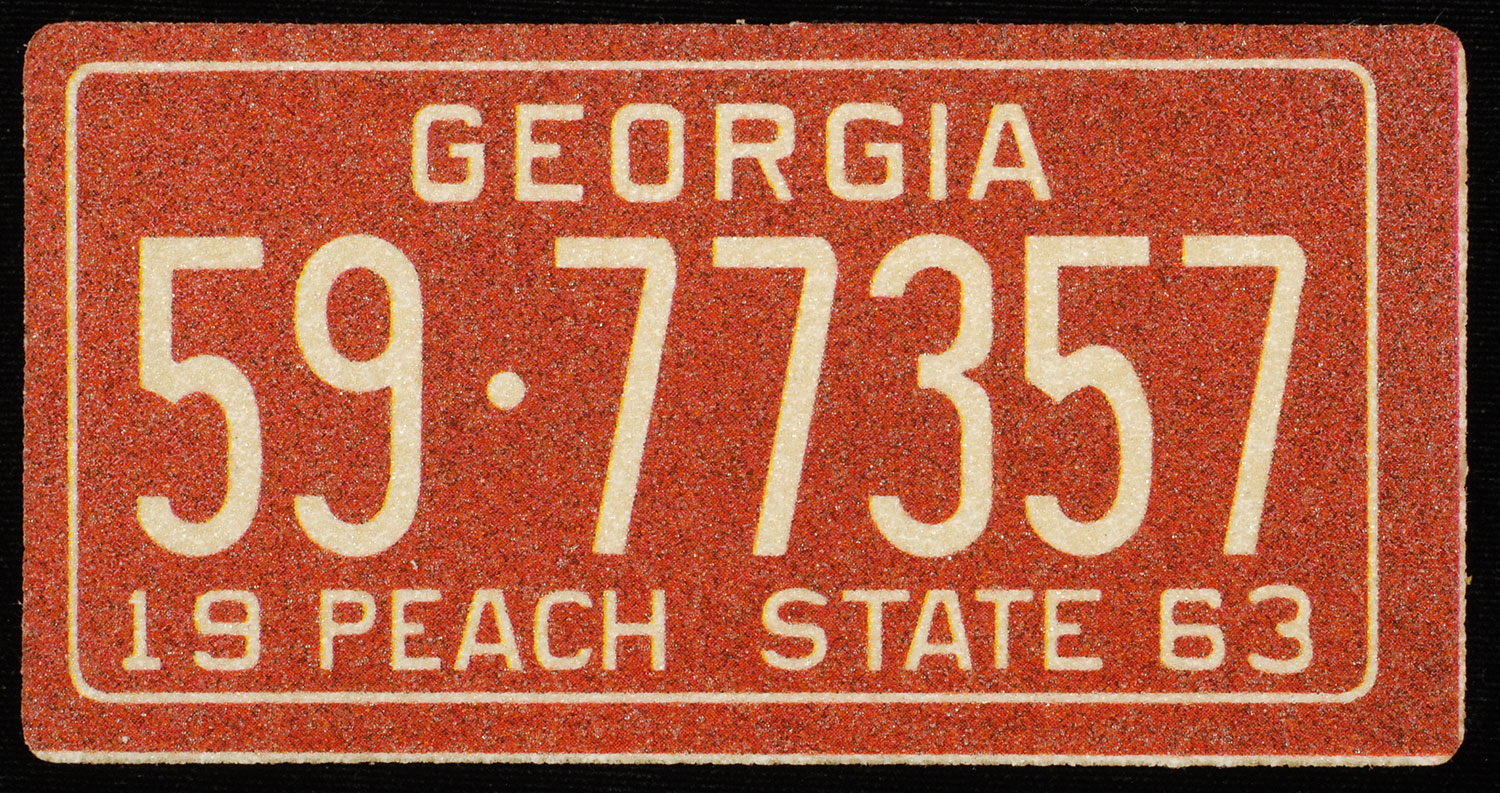 GEORGIA
59·77357
19 PEACH STATE 63